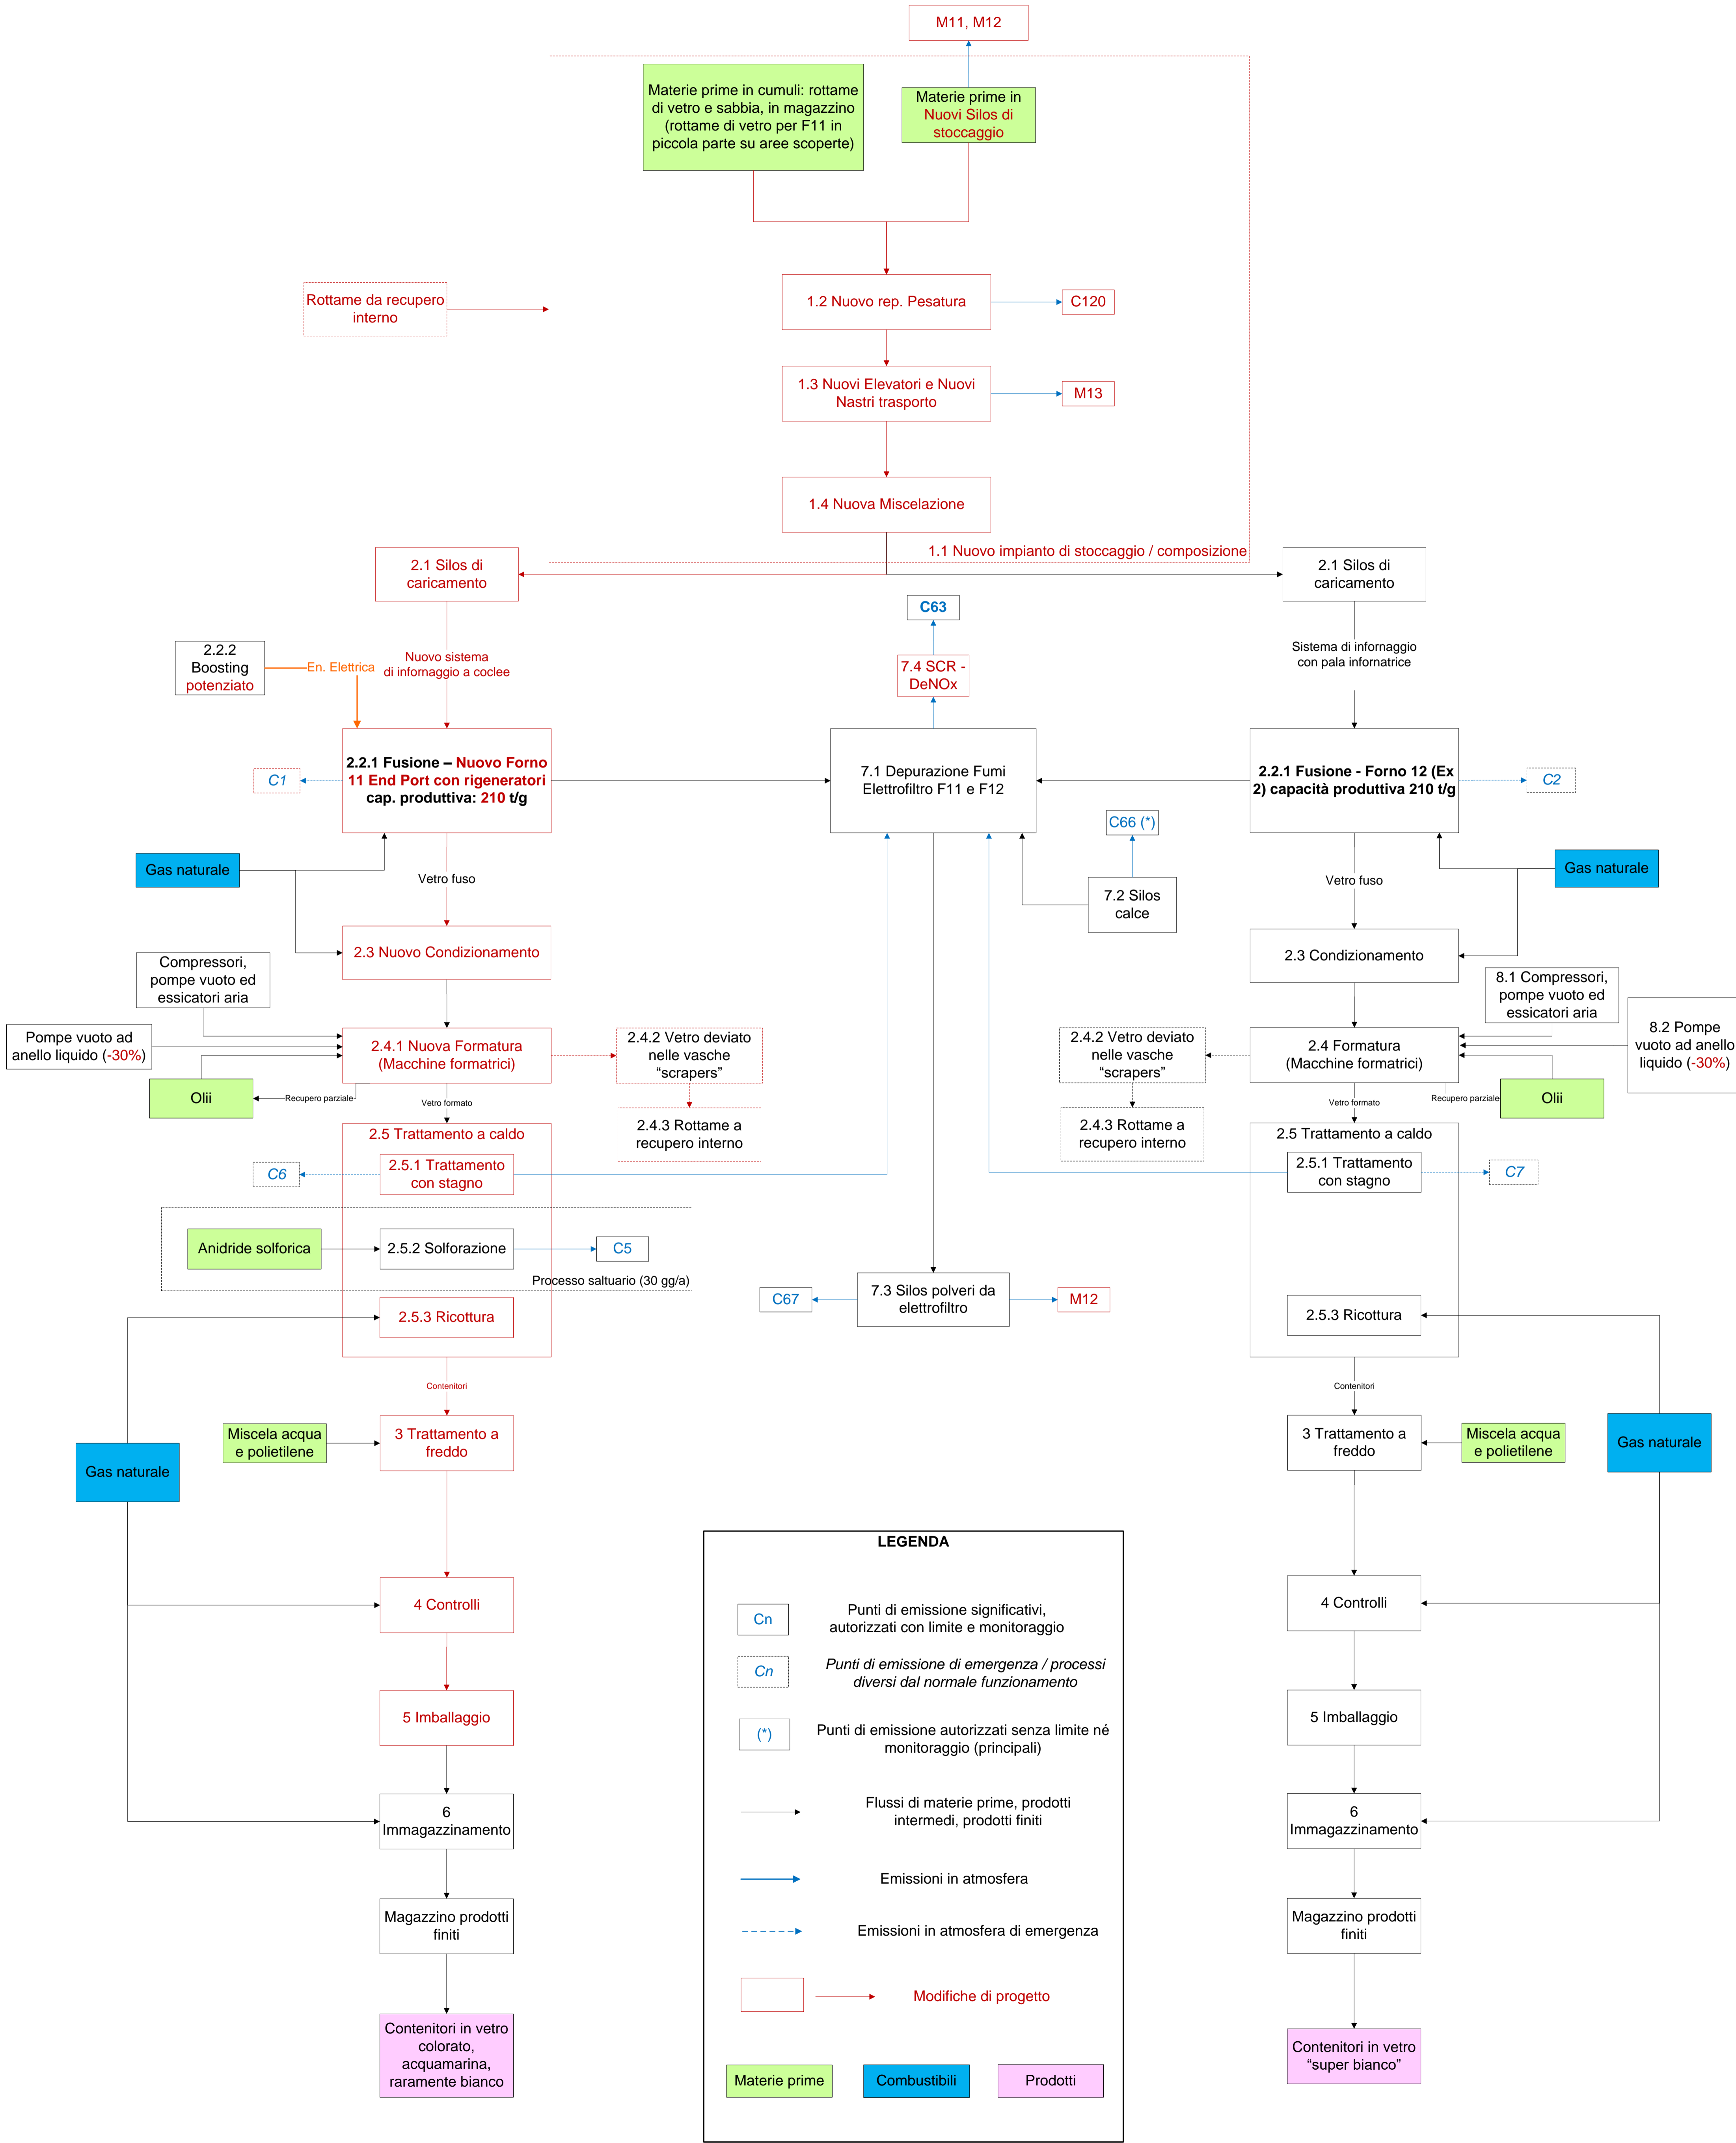 M11, M12
Materie prime in cumuli: rottame
di vetro e sabbia, in magazzino
(rottame di vetro per F11 in
piccola parte su aree scoperte)
Materie prime in
Nuovi Silos di
stoccaggio
Rottame da recupero
interno
1.2 Nuovo rep. Pesatura
C120
1.3 Nuovi Elevatori e Nuovi
Nastri trasporto
M13
1.4 Nuova Miscelazione
1.1 Nuovo impianto di stoccaggio / composizione
2.1 Silos di
caricamento
2.1 Silos di
caricamento
C63
2.2.2
Boosting
potenziato
En. Elettrica
Nuovo sistema
di infornaggio a coclee
7.4 SCR -
DeNOx
Sistema di infornaggio
con pala infornatrice
C1
2.2.1 Fusione – Nuovo Forno
11 End Port con rigeneratori
cap. produttiva: 210 t/g
7.1 Depurazione Fumi
Elettrofiltro F11 e F12
2.2.1 Fusione - Forno 12 (Ex
2) capacità produttiva 210 t/g
C2
C66 (*)
Gas naturale
Vetro fuso
7.2 Silos
calce
Vetro fuso
Gas naturale
2.3 Nuovo Condizionamento
2.3 Condizionamento
Compressori,
pompe vuoto ed
essicatori aria
8.1 Compressori,
pompe vuoto ed
essicatori aria
Pompe vuoto ad
anello liquido (-30%)
2.4.1 Nuova Formatura
(Macchine formatrici)
2.4.2 Vetro deviato
nelle vasche
“scrapers”
2.4.2 Vetro deviato
nelle vasche
“scrapers”
2.4 Formatura
(Macchine formatrici)
8.2 Pompe
vuoto ad anello
liquido (-30%)
Olii
Recupero parziale
Vetro formato
Vetro formato
Recupero parziale
Olii
2.4.3 Rottame a
recupero interno
2.4.3 Rottame a
recupero interno
2.5 Trattamento a caldo
2.5 Trattamento a caldo
C6
2.5.1 Trattamento
con stagno
2.5.1 Trattamento
con stagno
C7
Anidride solforica
2.5.2 Solforazione
C5
Processo saltuario (30 gg/a)
C67
7.3 Silos polveri da
elettrofiltro
M12
2.5.3 Ricottura
2.5.3 Ricottura
Contenitori
Contenitori
Miscela acqua
e polietilene
3 Trattamento a
freddo
3 Trattamento a
freddo
Miscela acqua
e polietilene
Gas naturale
Gas naturale
4 Controlli
4 Controlli
5 Imballaggio
5 Imballaggio
6
Immagazzinamento
6
Immagazzinamento
Magazzino prodotti
finiti
Magazzino prodotti
finiti
Contenitori in vetro
colorato,
acquamarina,
raramente bianco
Contenitori in vetro
“super bianco”
LEGENDA
Cn
Punti di emissione significativi,
autorizzati con limite e monitoraggio
Cn
Punti di emissione di emergenza / processi
diversi dal normale funzionamento
(*)
Punti di emissione autorizzati senza limite né
monitoraggio (principali)
Flussi di materie prime, prodotti
intermedi, prodotti finiti
Emissioni in atmosfera
Emissioni in atmosfera di emergenza
Modifiche di progetto
Materie prime
Combustibili
Prodotti